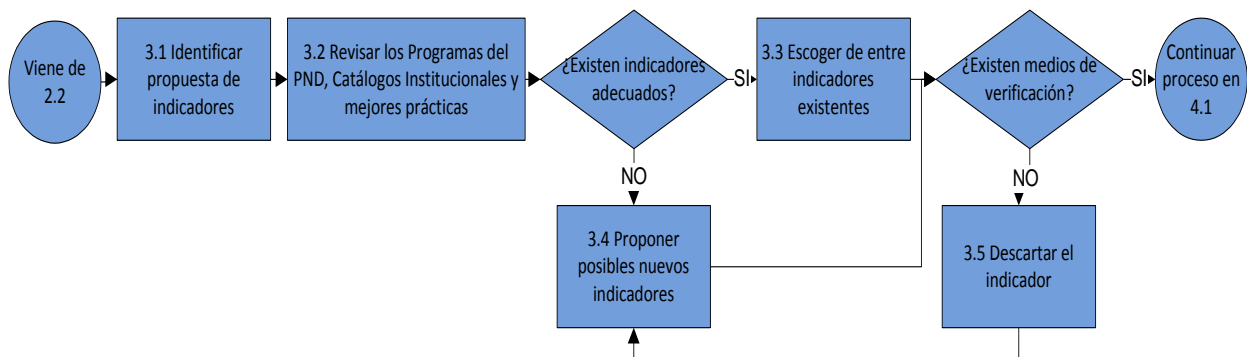 Viene de
2.2
3.1 Identificar
propuesta de
indicadores
3.2 Revisar los Programas del
PND, Catálogos Institucionales y
mejores prácticas
¿Existen indicadores
adecuados?
SI
3.3 Escoger de entre
indicadores
existentes
¿Existen medios de
verificación?
SI
Continuar
proceso en
4.1
NO
3.4 Proponer
posibles nuevos
indicadores
NO
3.5 Descartar el
indicador